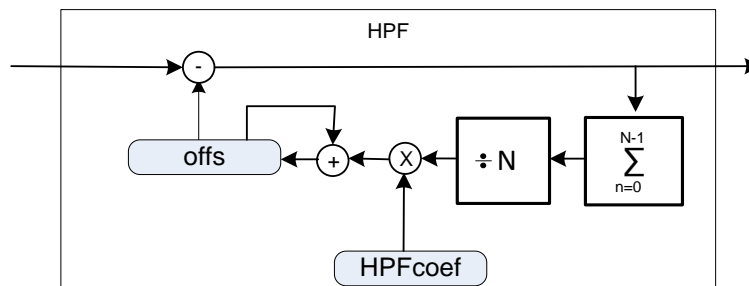 HPF
-
offs
+
X
÷ N
N-1
∑
n=0
HPFcoef